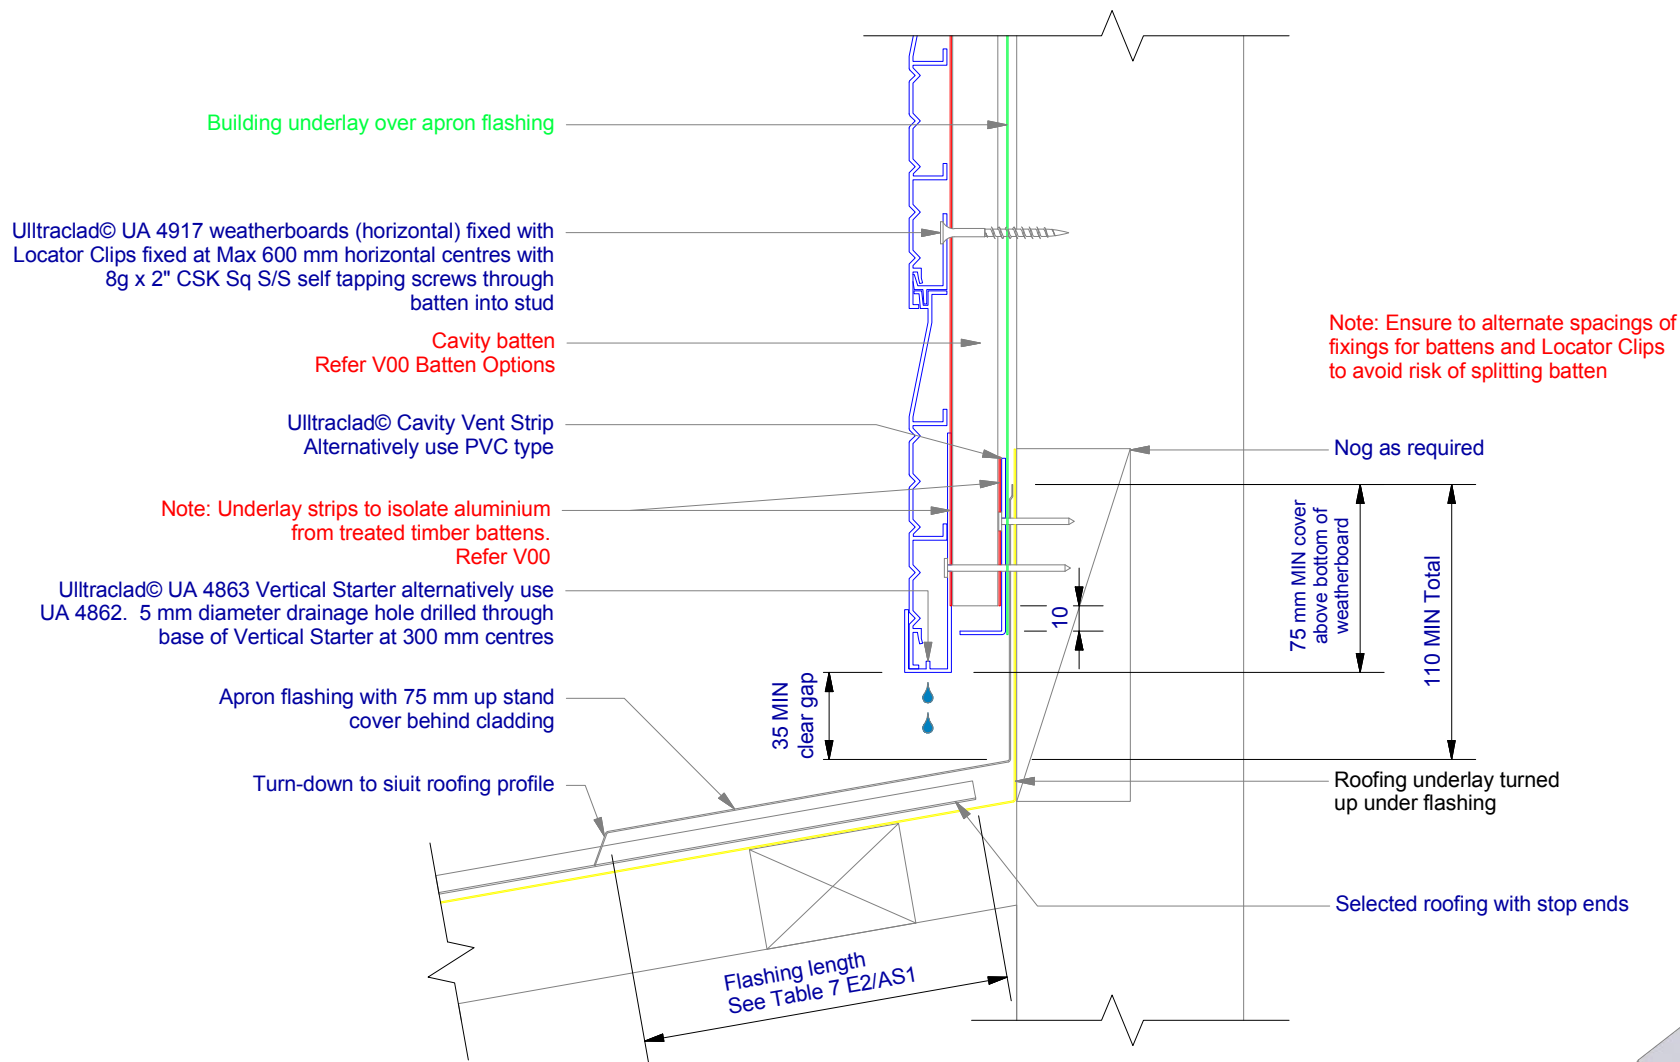 Building underlay over apron flashing
Ulltraclad© UA 4917 weatherboards (horizontal) fixed with
Locator Clips fixed at Max 600 mm horizontal centres with
8g x 2" CSK Sq S/S self tapping screws through
batten into stud
Cavity batten
Refer V00 Batten Options
Ulltraclad© Cavity Vent Strip
Alternatively use PVC type
Note: Underlay strips to isolate aluminium
from treated timber battens.
Refer V00
Ulltraclad© UA 4863 Vertical Starter alternatively use
UA 4862.  5 mm diameter drainage hole drilled through
base of Vertical Starter at 300 mm centres
Apron flashing with 75 mm up stand
cover behind cladding
Turn-down to siuit roofing profile
35 MIN
clear gap
10
Flashing length
See Table 7 E2/AS1
Note: Ensure to alternate spacings of
fixings for battens and Locator Clips
to avoid risk of splitting batten
Nog as required
75 mm MIN cover
above bottom of
weatherboard
110 MIN Total
Roofing underlay turned
up under flashing
Selected roofing with stop ends